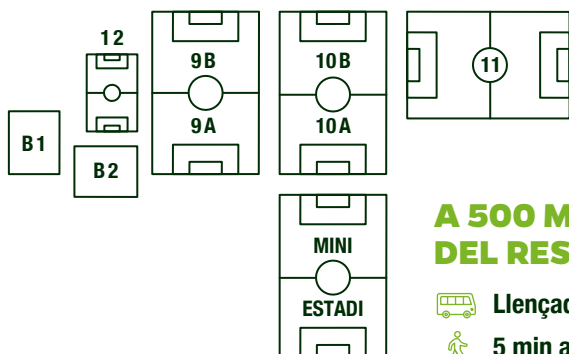 12
9B
10B
11
9A
10A
B1
B2
MINI
ESTADI
A 500 M
DEL RES
Llençad
5 min a